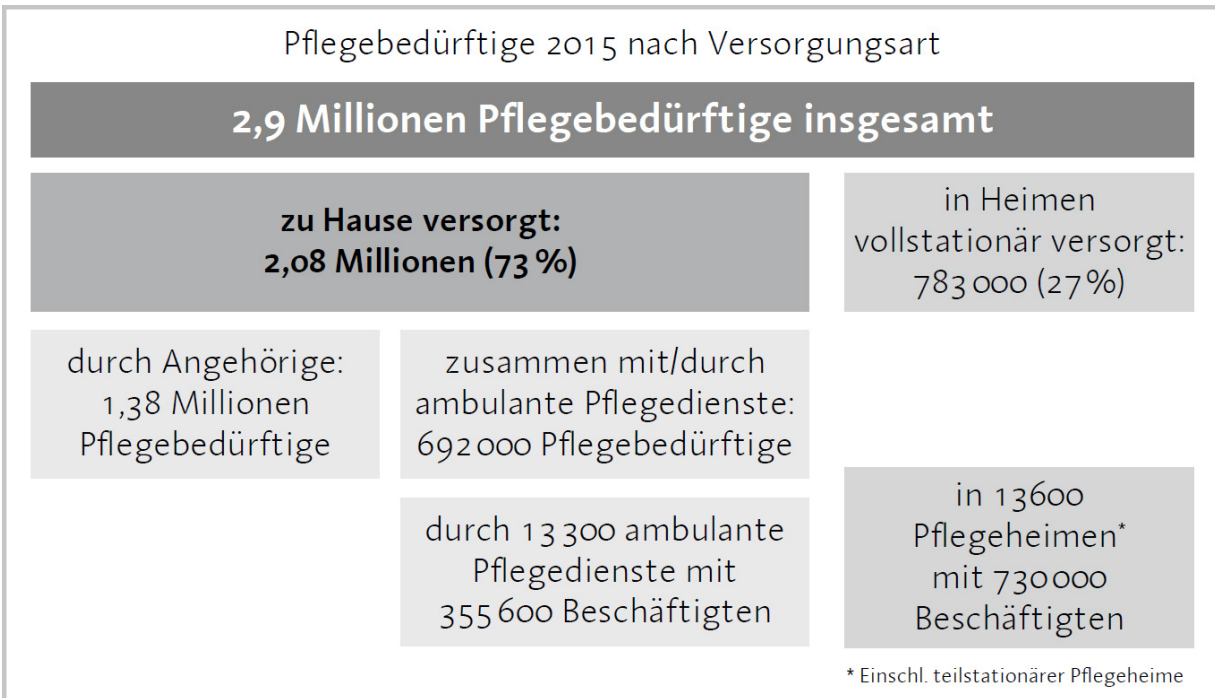 Pflegebedürftige 2015 nach Versorgungsart
2,9 Millionen Pflegebedürftige insgesamt
zu Hause versorgt:
2,08 Millionen (73 %)
in Heimen
vollstationär versorgt:
783 000 (27 %)
durch Angehörige:
1,38 Millionen
Pflegebedürftige
zusammen mit/durch
ambulante Pflegedienste:
692 000 Pflegebedürftige
durch 13 300 ambulante
Pflegedienste mit
355 600 Beschäftigten
in 13600
Pflegeheimen*
mit 730 000
Beschäftigten
* Einschl. teilstationärer Pflegeheime